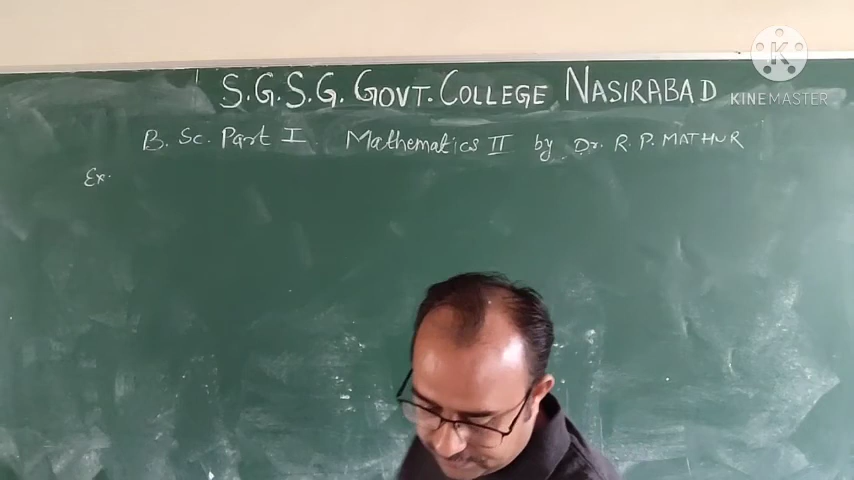 S.G.S.G. GOVT. COLLEGE NASIRABAD
K
KINEMASTER
B. Sc. Part I Mathematics II by Dr. R. P. MATHUR
Ex.